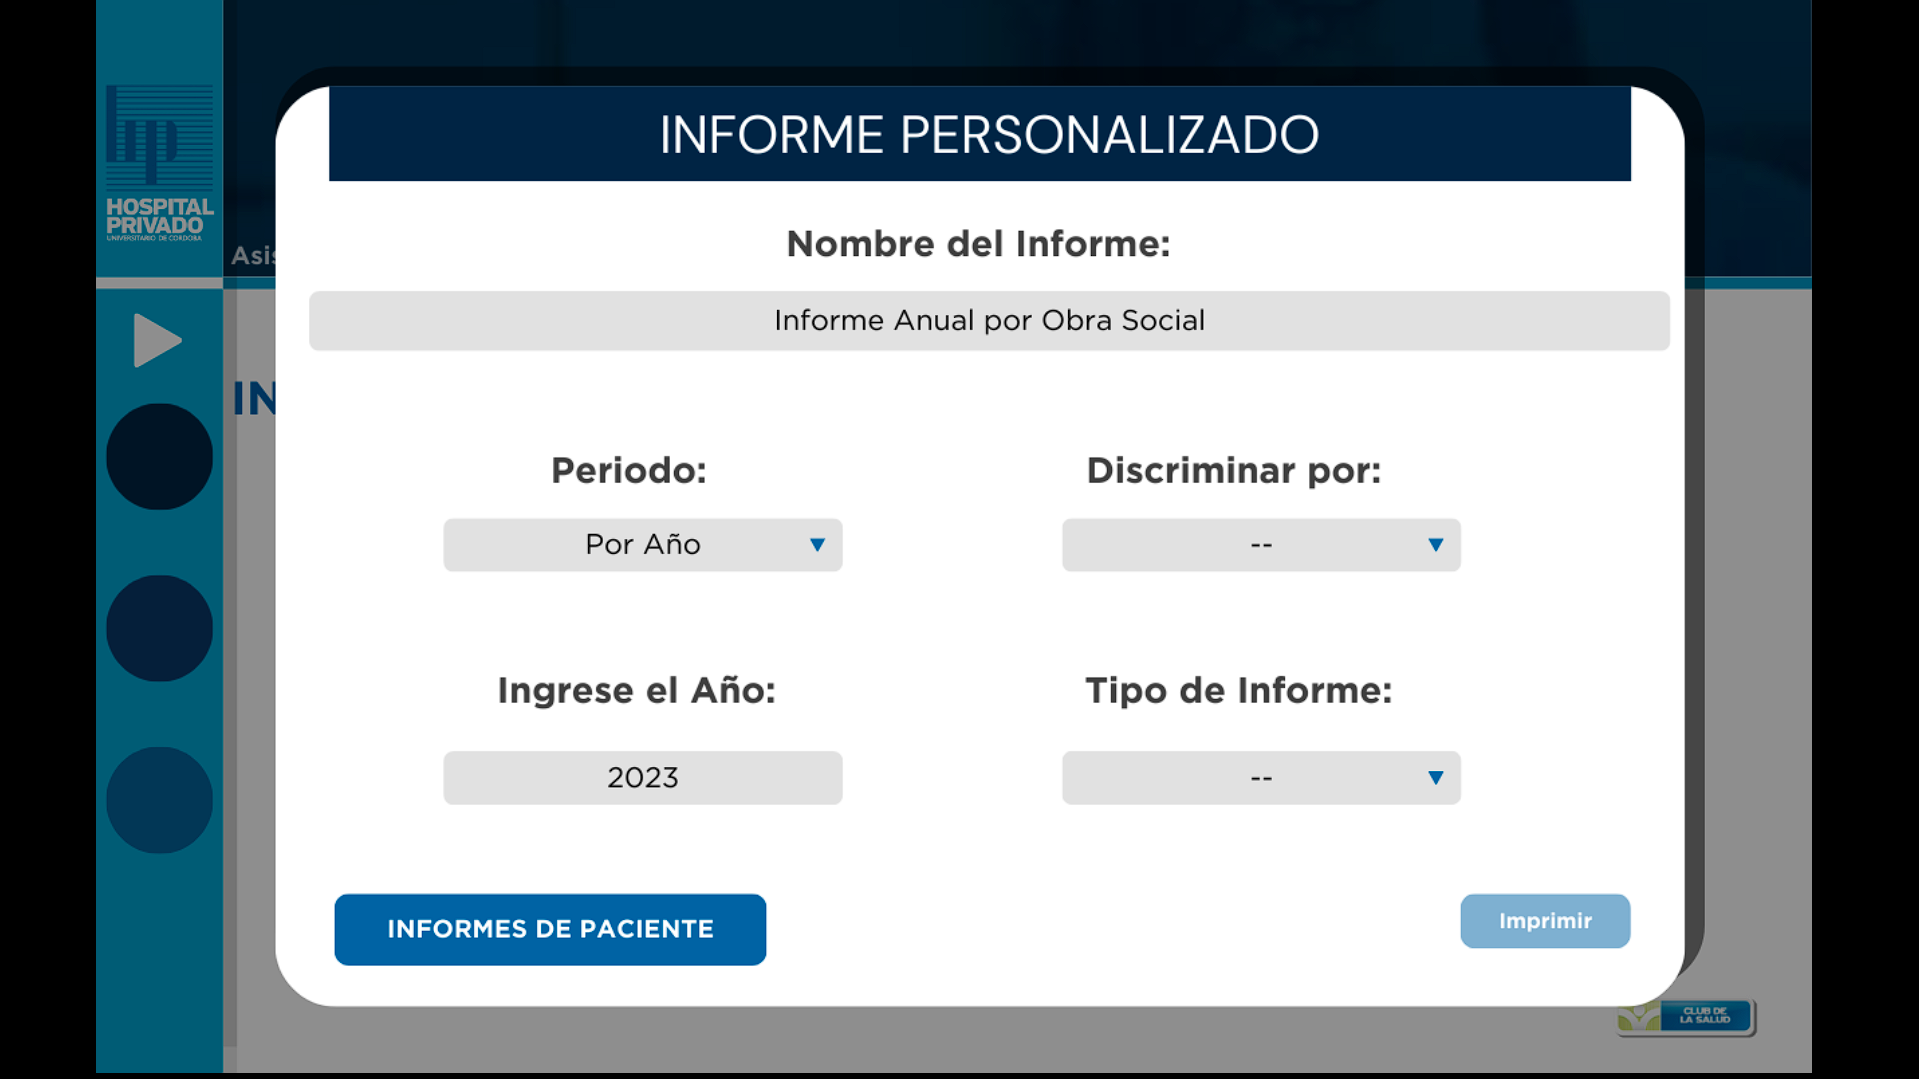 hp
HOSPITAL
PRIVADO
UNIVERSITARIO DE CÓRDOBA
Asis
IN
INFORME PERSONALIZADO
Nombre del Informe:
Informe Anual por Obra Social
Periodo:
Discriminar por:
Por Año
--
Ingrese el Año:
Tipo de Informe:
2023
--
INFORMES DE PACIENTE
Imprimir
CLUB DE
LA SALUD